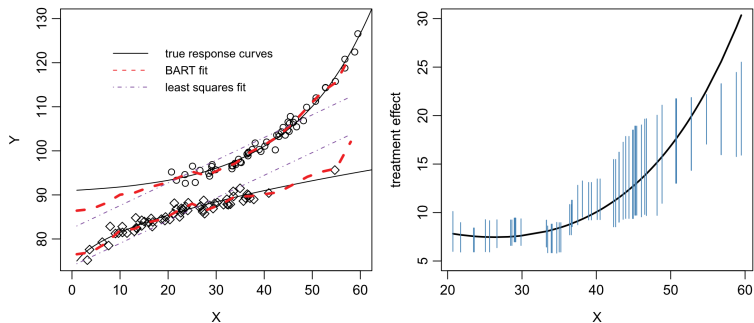 130
120
110
100
90
80
Y
true response curves
BART fit
least squares fit
0 10 20 30 40 50 60
X
30
25
20
15
10
5
treatment effect
20 30 40 50 60
X